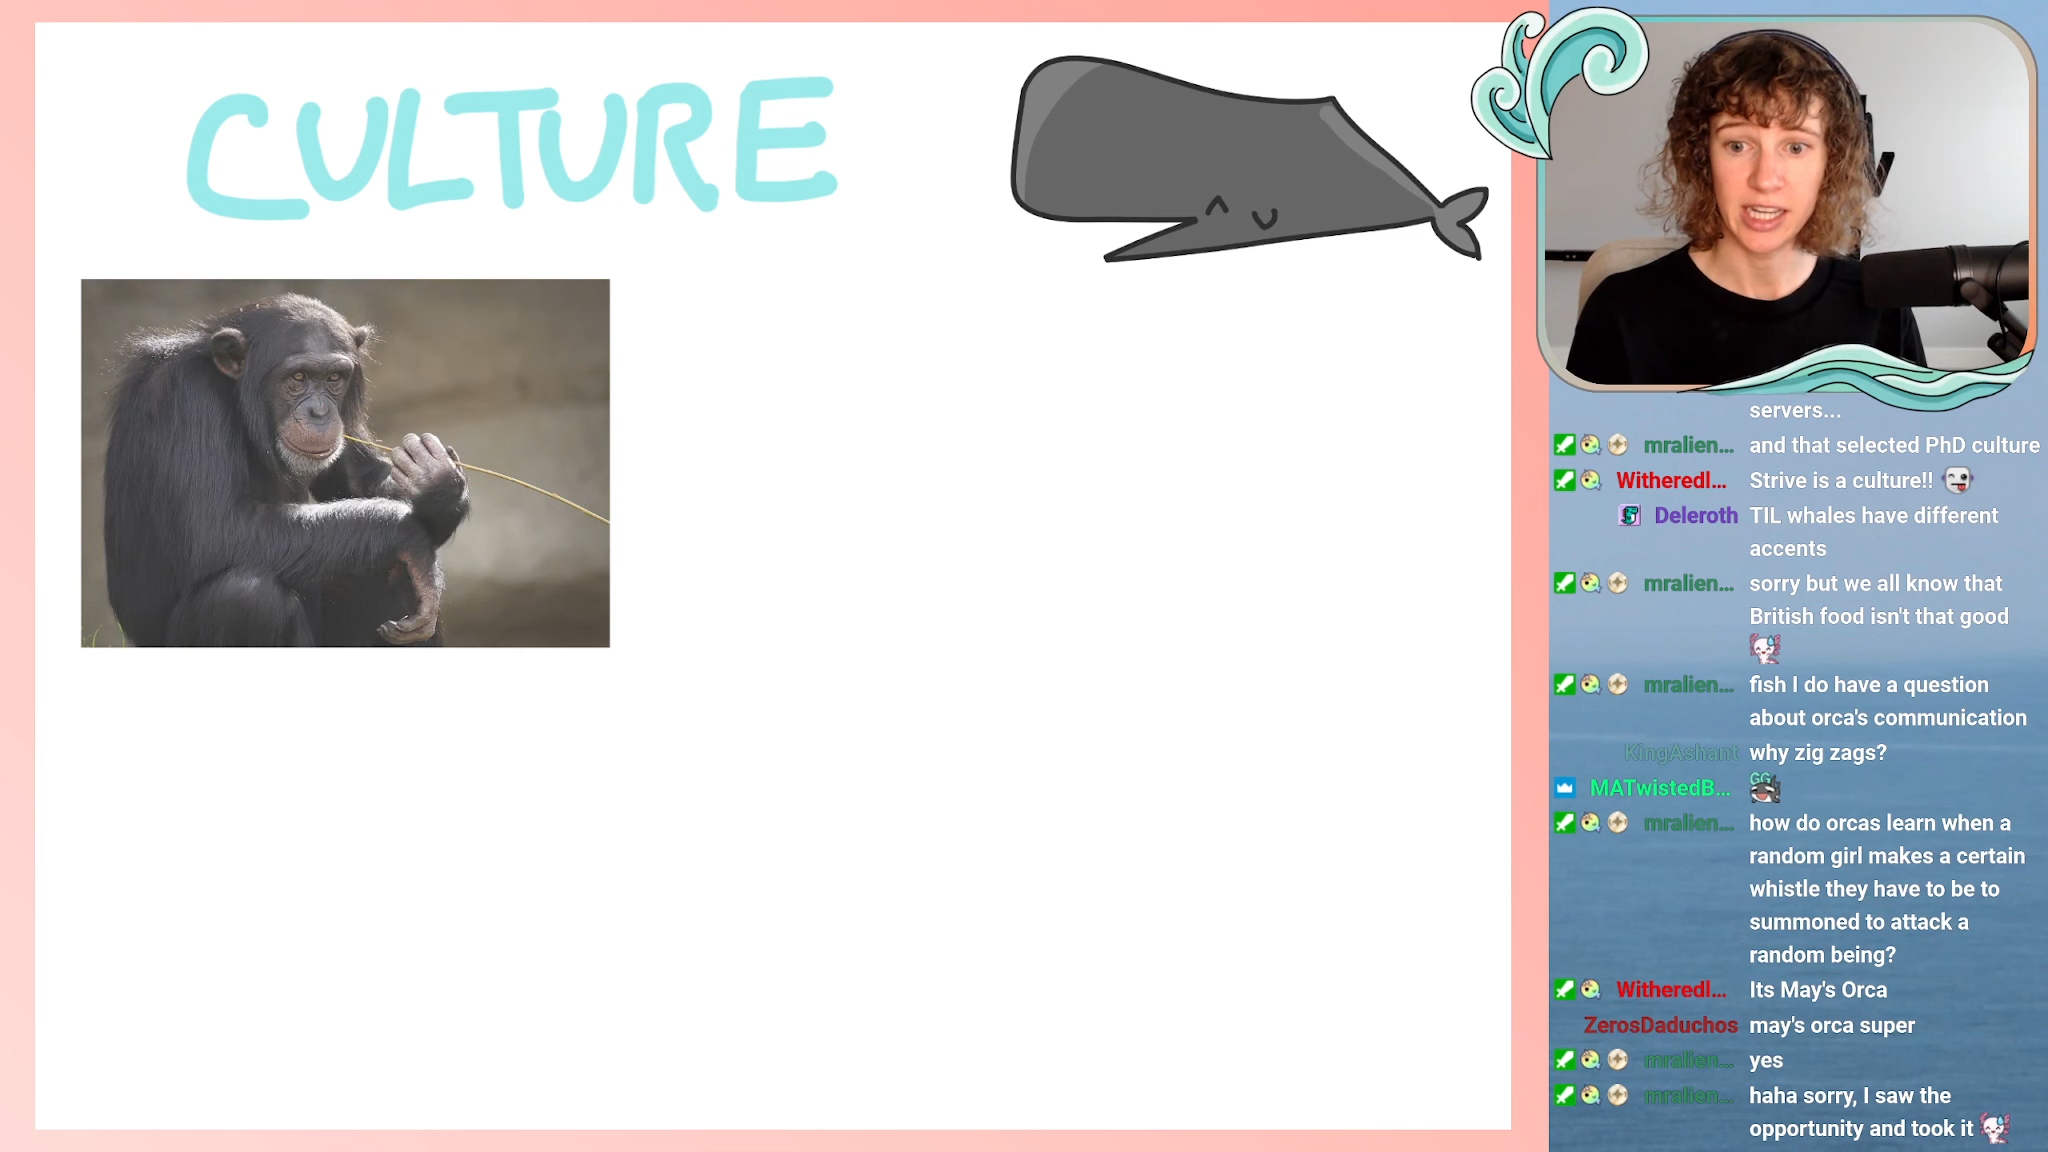 CULTURE
servers...
mralien... and that selected PhD culture
Witheredl... Strive is a culture!!
Deleroth TIL whales have different
accents
mralien... sorry but we all know that
British food isn't that good
mralien... fish I do have a question
about orca's communication
KingAshant why zig zags?
MATwistedB... GG
mralien... how do orcas learn when a
random girl makes a certain
whistle they have to be to
summoned to attack a
random being?
Witheredl... Its May's Orca
ZerosDaduchos may's orca super
mralien... yes
mralien... haha sorry, I saw the
opportunity and took it